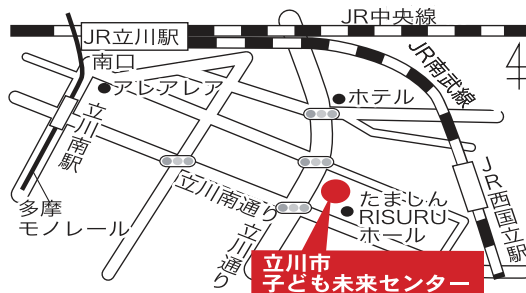 JR中央線
JR立川駅
南口
アレアレア
ホテル
JR南武線
立川南駅
多摩
モノレール
立川南通り
立川通り
たましん
RISURU
ホール
JR西国立駅
立川市
子ども未来センター